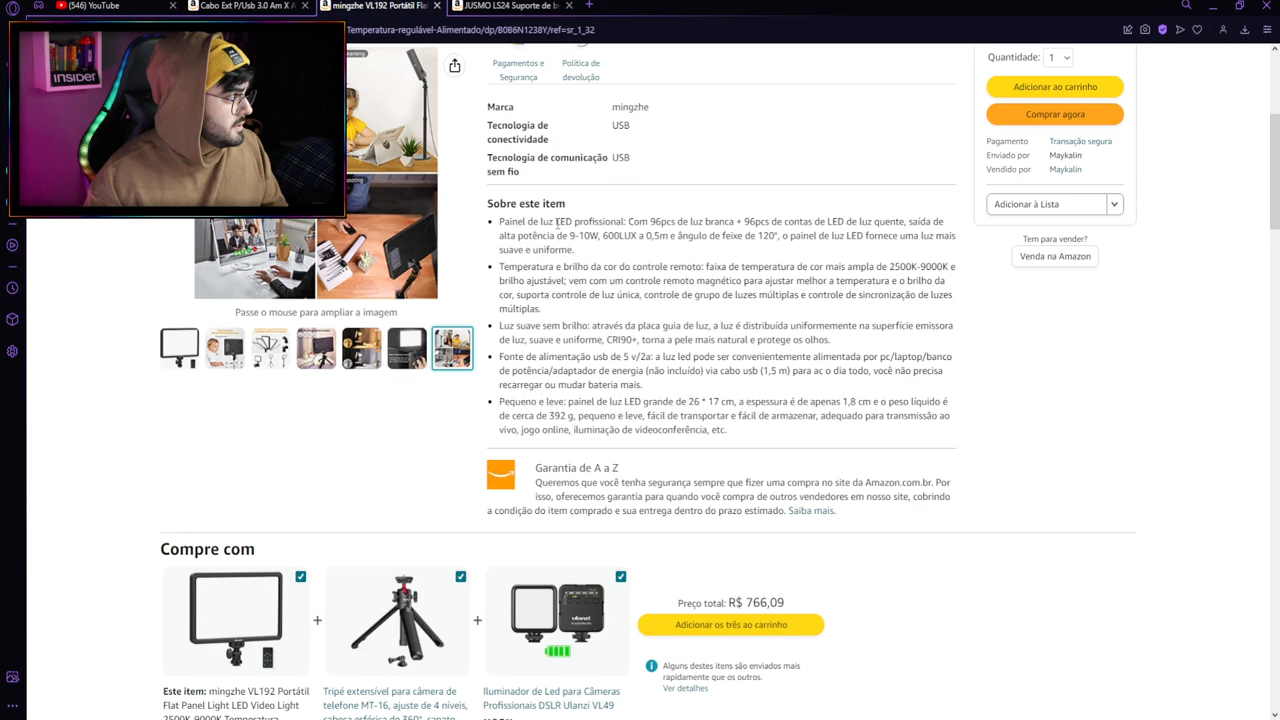 (546) YouTube
Cabo Ext P/Usb 3.0 Am X A
mingzhe VL192 Portátil Fla
JUSMO LS24 Suporte de b
Temperatura-regulável-Alimentado/dp/B0B6N1238Y/ref=sr_1_32
INSIDER
Pagamentos e
Segurança
Política de
devolução
Marca mingzhe
Tecnologia de
conectividade
USB
Tecnologia de comunicação
sem fio
USB
Sobre este item
Painel de luz LED profissional: Com 96pcs de luz branca + 96pcs de contas de LED de luz quente, saída de
alta potência de 9-10W, 600LUX a 0,5m e ângulo de feixe de 120°, o painel de luz LED fornece uma luz mais
suave e uniforme.
Temperatura e brilho da cor do controle remoto: faixa de temperatura de cor mais ampla de 2500K-9000K e
brilho ajustável; vem com um controle remoto magnético para ajustar melhor a temperatura e o brilho da
cor, suporta controle de luz única, controle de grupo de luzes múltiplas e controle de sincronização de luzes
múltiplas.
Luz suave sem brilho: através da placa guia de luz, a luz é distribuída uniformemente na superfície emissora
de luz, suave e uniforme, CRI90+, torna a pele mais natural e protege os olhos.
Fonte de alimentação usb de 5 v/2a: a luz led pode ser convenientemente alimentada por pc/laptop/banco
de potência/adaptador de energia (não incluído) via cabo usb (1,5 m) para ac o dia todo, você não precisa
recarregar ou mudar bateria mais.
Pequeno e leve: painel de luz LED grande de 26 * 17 cm, a espessura é de apenas 1,8 cm e o peso líquido é
de cerca de 392 g, pequeno e leve, fácil de transportar e fácil de armazenar, adequado para transmissão ao
vivo, jogo online, iluminação de videoconferência, etc.
Passe o mouse para ampliar a imagem
Garantia de A a Z
Queremos que você tenha segurança sempre que fizer uma compra no site da Amazon.com.br. Por
isso, oferecemos garantia para quando você compra de outros vendedores em nosso site, cobrindo
a condição do item comprado e sua entrega dentro do prazo estimado. Saiba mais.
Quantidade: 1
Adicionar ao carrinho
Comprar agora
Pagamento Transação segura
Enviado por Maykalin
Vendido por Maykalin
Adicionar à Lista
Tem para vender?
Venda na Amazon
Compre com
ulanzi
Preço total: R$ 766,09
Adicionar os três ao carrinho
Alguns destes itens são enviados mais
rapidamente que os outros.
Ver detalhes
Este item: mingzhe VL192 Portátil
Flat Panel Light LED Video Light
2500K-9000K Temperatura
Tripé extensível para câmera de
telefone MT-16, ajuste de 4 níveis,
cabeça esférica de 360°, sapato
Iluminador de Led para Câmeras
Profissionais DSLR Ulanzi VL49